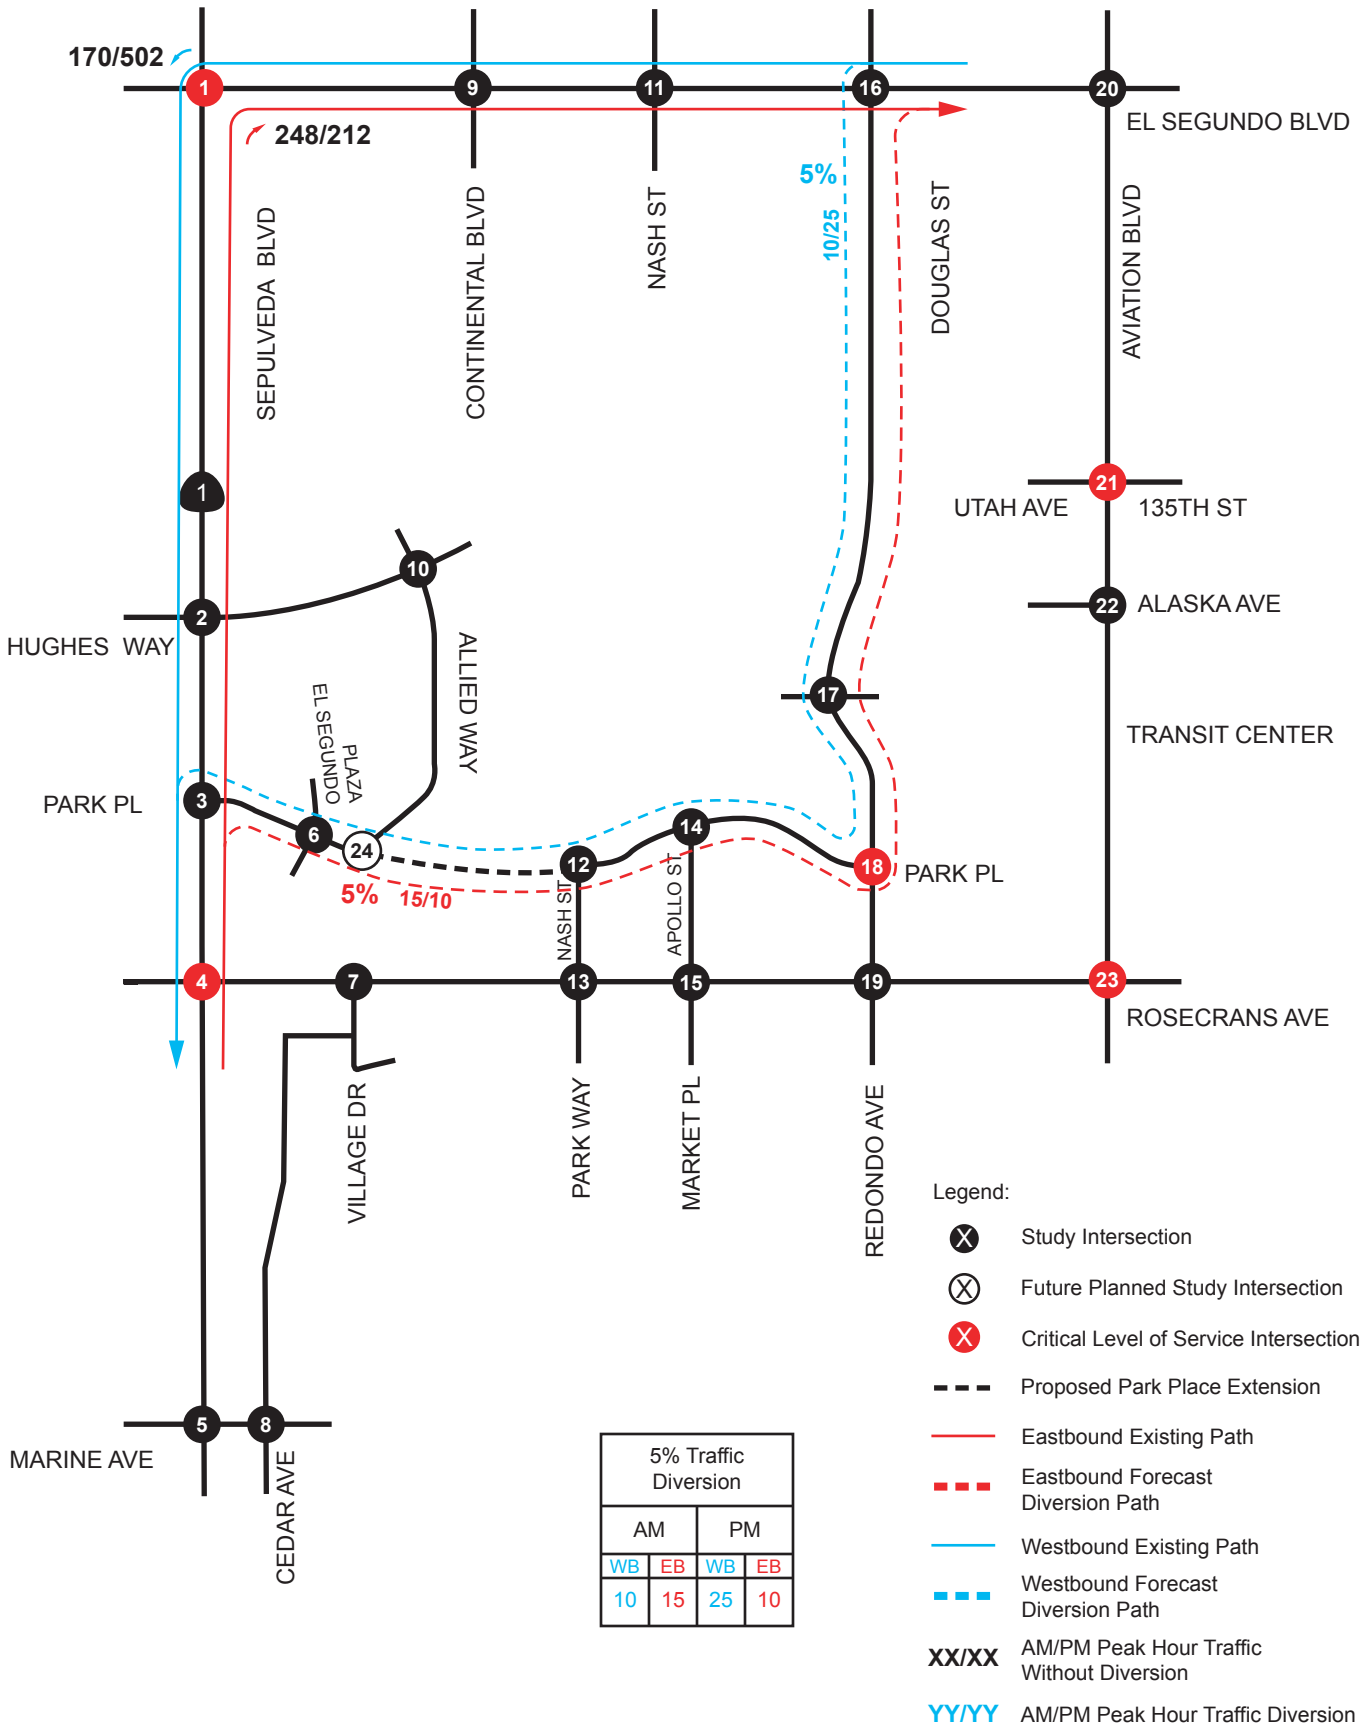 170/502
1
9
11
16
20
EL SEGUNDO BLVD
248/212
5%
10/25
SEPULVEDA BLVD
CONTINENTAL BLVD
NASH ST
DOUGLAS ST
AVIATION BLVD
1
21
UTAH AVE
135TH ST
10
2
22
ALASKA AVE
HUGHES WAY
ALLIED WAY
EL SEGUNDO
PLAZA
17
TRANSIT CENTER
PARK PL
3
6
24
12
14
18
PARK PL
5%
15/10
NASH ST
APOLLO ST
4
7
13
15
19
23
ROSECRANS AVE
VILLAGE DR
PARK WAY
MARKET PL
REDONDO AVE
5
8
MARINE AVE
CEDAR AVE
5% Traffic
Diversion
AM
PM
WB
EB
WB
EB
10
15
25
10
Legend:
X
Study Intersection
X
Future Planned Study Intersection
X
Critical Level of Service Intersection
Proposed Park Place Extension
Eastbound Existing Path
Eastbound Forecast
Diversion Path
Westbound Existing Path
Westbound Forecast
Diversion Path
XX/XX
AM/PM Peak Hour Traffic
Without Diversion
YY/YY
AM/PM Peak Hour Traffic Diversion